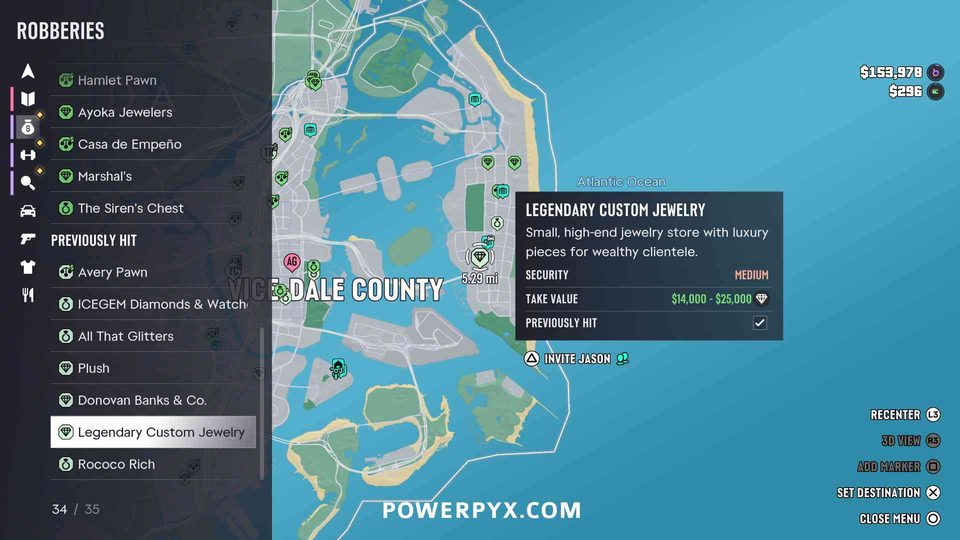 ROBBERIES
Hamlet Pawn
Ayoka Jewelers
Casa de Empeño
Marshal's
The Siren's Chest
PREVIOUSLY HIT
Avery Pawn
ICEGEM Diamonds & Watch
All That Glitters
Plush
Donovan Banks & Co.
Legendary Custom Jewelry
Rococo Rich
34 / 35
$153,978
$296
Atlantic Ocean
AG
VICE-DALE COUNTY
5.29 mi
LEGENDARY CUSTOM JEWELRY
Small, high-end jewelry store with luxury
pieces for wealthy clientele.
SECURITY MEDIUM
TAKE VALUE $14,000 - $25,000
PREVIOUSLY HIT
INVITE JASON
RECENTER L3
3D VIEW R3
ADD MARKER
SET DESTINATION
CLOSE MENU
POWERPYX.COM